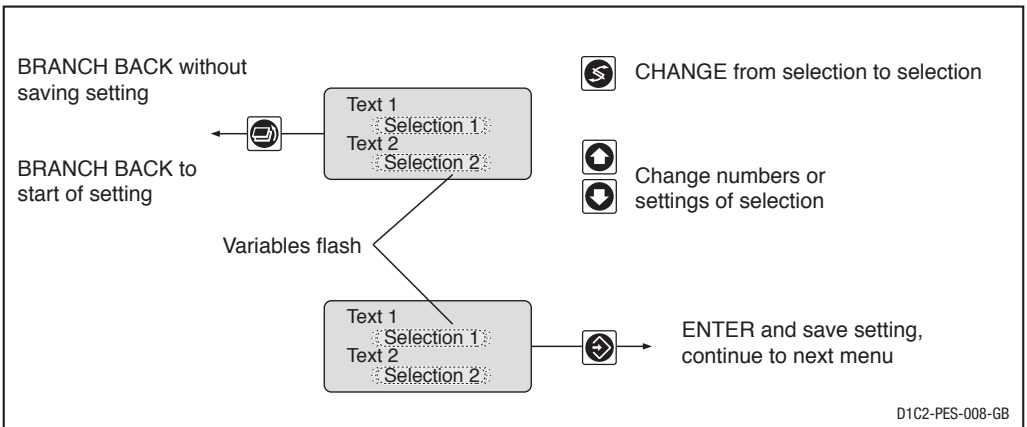 BRANCH BACK without
saving setting
BRANCH BACK to
start of setting
Text 1
Selection 1
Text 2
Selection 2
CHANGE from selection to selection
Change numbers or
settings of selection
Variables flash
Text 1
Selection 1
Text 2
Selection 2
ENTER and save setting,
continue to next menu
D1C2-PES-008-GB